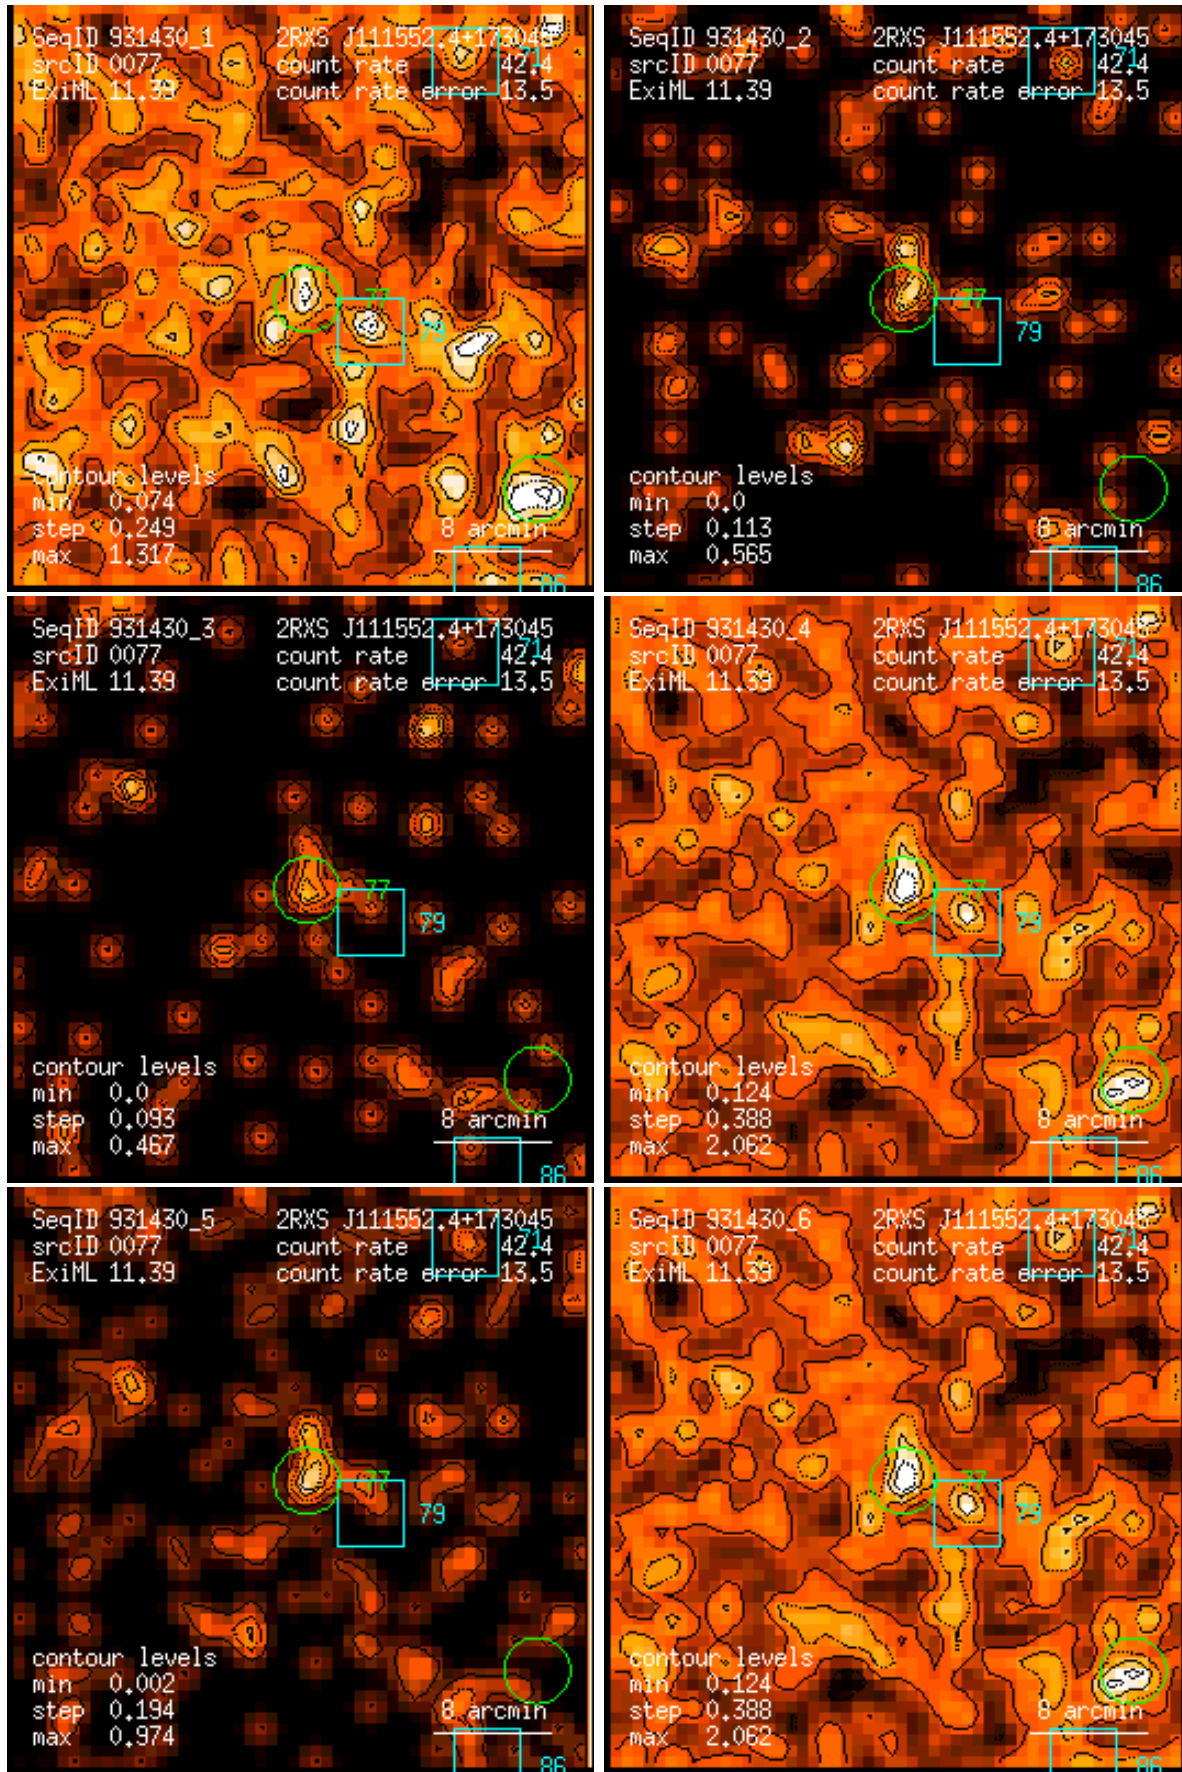 SeqID 931430_1 2RXS J111552.4+173045
srcID 0077 count rate 42.4
71
ExiML 11.39 count rate error 13.5
77
79
contour levels
min 0.074
step 0.249 8 arcmin
max 1.317
86
SeqID 931430_2 2RXS J111552.4+173045
srcID 0077 count rate 42.4
71
ExiML 11.39 count rate error 13.5
77
79
contour levels
min 0.0
step 0.113 8 arcmin
max 0.565
86
SeqID 931430_3 2RXS J111552.4+173045
srcID 0077 count rate 42.4
71
ExiML 11.39 count rate error 13.5
77
79
contour levels
min 0.0
step 0.093 8 arcmin
max 0.467
86
SeqID 931430_4 2RXS J111552.4+173045
srcID 0077 count rate 42.4
71
ExiML 11.39 count rate error 13.5
77
79
contour levels
min 0.124
step 0.388 8 arcmin
max 2.062
86
SeqID 931430_5 2RXS J111552.4+173045
srcID 0077 count rate 42.4
71
ExiML 11.39 count rate error 13.5
77
79
contour levels
min 0.002
step 0.194 8 arcmin
max 0.974
86
SeqID 931430_6 2RXS J111552.4+173045
srcID 0077 count rate 42.4
71
ExiML 11.39 count rate error 13.5
77
79
contour levels
min 0.124
step 0.388 8 arcmin
max 2.062
86